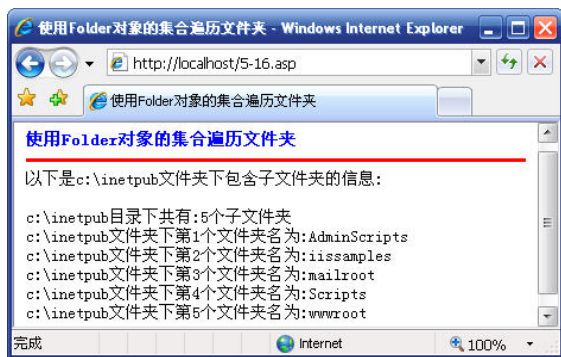 使用Folder对象的集合遍历文件夹 - Windows Internet Explorer
http://localhost/5-16.asp
使用Folder对象的集合遍历文件夹
使用Folder对象的集合遍历文件夹
以下是c:\inetpub文件夹下包含子文件夹的信息:
c:\inetpub目录下共有:5个子文件夹
c:\inetpub文件夹下第1个文件夹名为:AdminScripts
c:\inetpub文件夹下第2个文件夹名为:iissamples
c:\inetpub文件夹下第3个文件夹名为:mailroot
c:\inetpub文件夹下第4个文件夹名为:Scripts
c:\inetpub文件夹下第5个文件夹名为:wwwroot
完成 Internet 100%